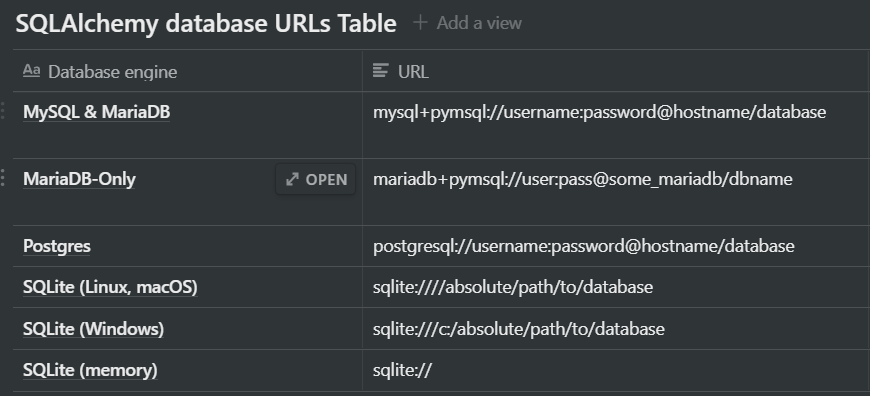 SQLAlchemy database URLs Table + Add a view
Aa Database engine URL
MySQL & MariaDB mysql+pymsql://username:password@hostname/database
MariaDB-Only OPEN mariadb+pymsql://user:pass@some_mariadb/dbname
Postgres postgresql://username:password@hostname/database
SQLite (Linux, macOS) sqlite:////absolute/path/to/database
SQLite (Windows) sqlite:///c:/absolute/path/to/database
SQLite (memory) sqlite://